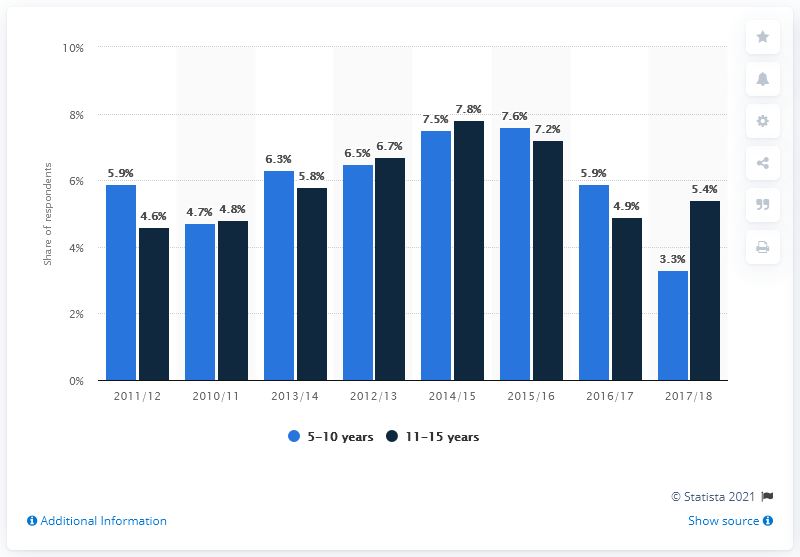 10%
8%
6%
4%
2%
0%
Share of respondents
5.9% 4.6% 4.7% 4.8% 6.3% 5.8% 6.5% 6.7% 7.5% 7.8% 7.6% 7.2% 5.9% 4.9% 3.3% 5.4%
2011/12 2010/11 2013/14 2012/13 2014/15 2015/16 2016/17 2017/18
5-10 years 11-15 years
© Statista 2021
Additional Information
Show source